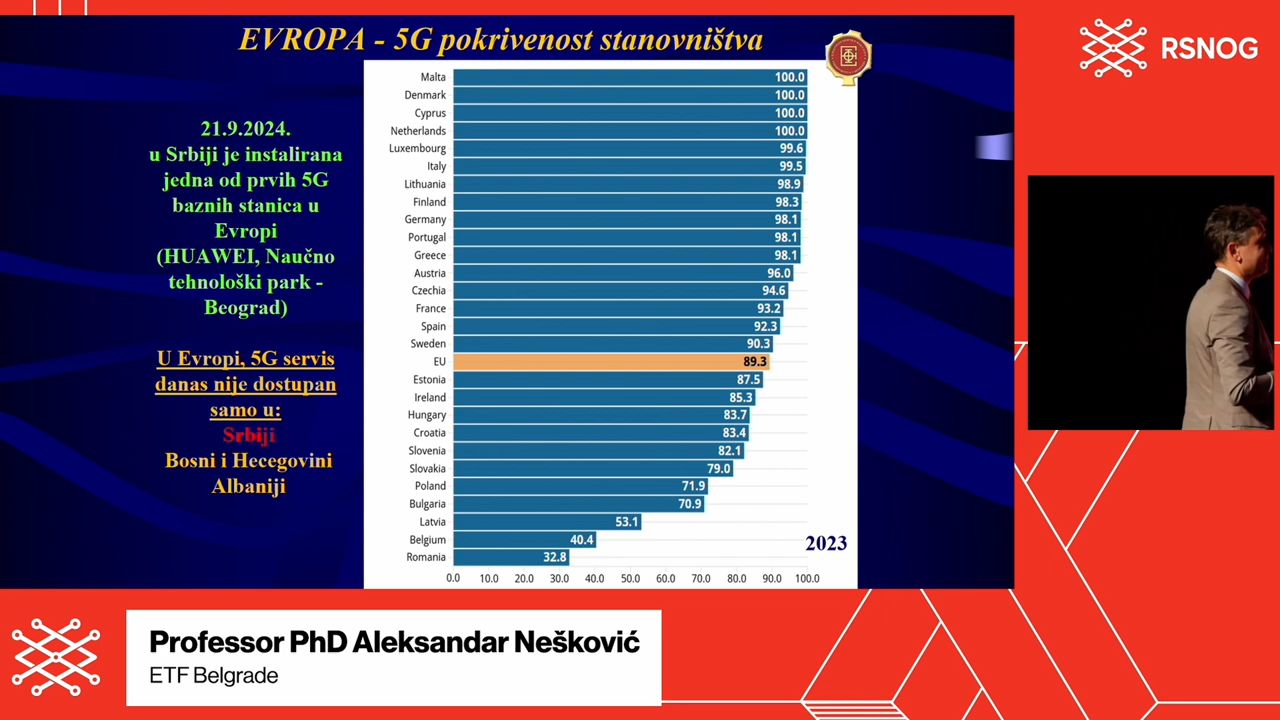 EVROPA - 5G pokrivenost stanovništva
RSNOG
21.9.2024.
u Srbiji je instalirana
jedna od prvih 5G
baznih stanica u
Evropi
(HUAWEI, Naučno
tehnološki park -
Beograd)
U Evropi, 5G servis
danas nije dostupan
samo u:
Srbiji
Bosni i Hecegovini
Albaniji
Malta 100.0
Denmark 100.0
Cyprus 100.0
Netherlands 100.0
Luxembourg 99.6
Italy 99.5
Lithuania 98.9
Finland 98.3
Germany 98.1
Portugal 98.1
Greece 98.1
Austria 96.0
Czechia 94.6
France 93.2
Spain 92.3
Sweden 90.3
EU 89.3
Estonia 87.5
Ireland 85.3
Hungary 83.7
Croatia 83.4
Slovenia 82.1
Slovakia 79.0
Poland 71.9
Bulgaria 70.9
Latvia 53.1
Belgium 40.4
Romania 32.8
2023
0.0 10.0 20.0 30.0 40.0 50.0 60.0 70.0 80.0 90.0 100.0
Professor PhD Aleksandar Nešković
ETF Belgrade